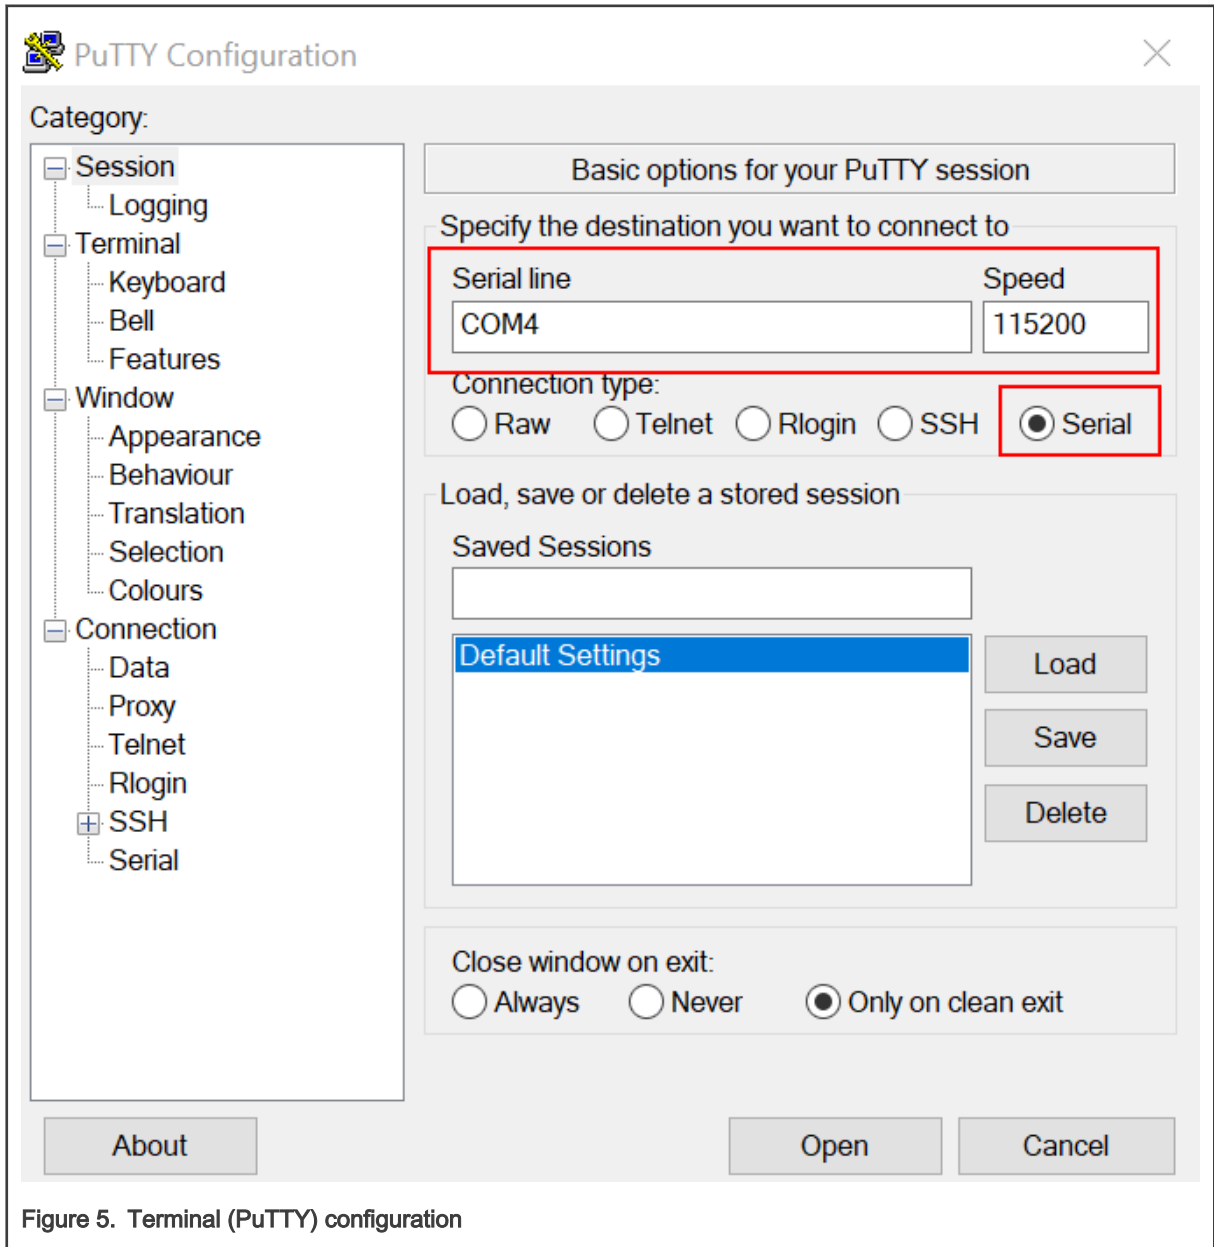 PuTTY Configuration
Category:
Session
Logging
Terminal
Keyboard
Bell
Features
Window
Appearance
Behaviour
Translation
Selection
Colours
Connection
Data
Proxy
Telnet
Rlogin
SSH
Serial
Basic options for your PuTTY session
Specify the destination you want to connect to
Serial line Speed
COM4 115200
Connection type:
Raw Telnet Rlogin SSH Serial
Load, save or delete a stored session
Saved Sessions
Default Settings
Load
Save
Delete
Close window on exit:
Always Never Only on clean exit
About Open Cancel
Figure 5. Terminal (PuTTY) configuration